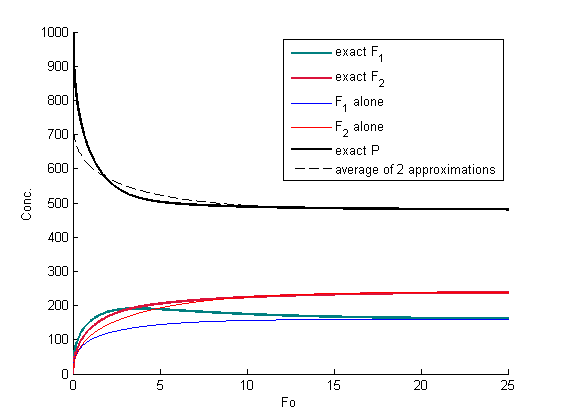 1000
900
800
700
600
500
400
300
200
100
0
Conc.
exact F1
exact F2
F1 alone
F2 alone
exact P
average of 2 approximations
0 5 10 15 20 25
Fo